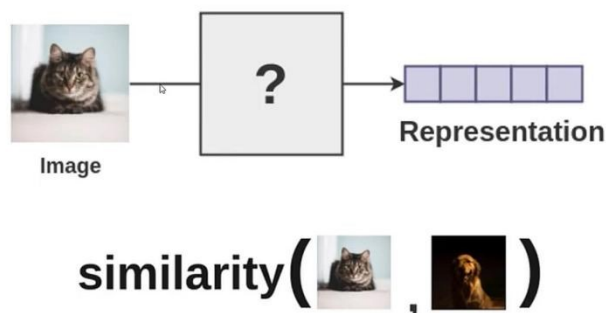 ?
Representation
Image
similarity( , )